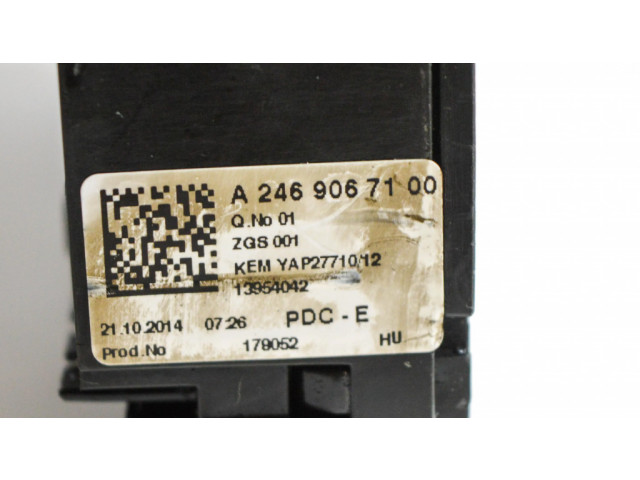 A 246 906 71 00
Q.No 01
ZGS 001
KEM YAP27710/12
13954042
21.10.2014 07:26 PDC - E
Prod.No 179052 HU